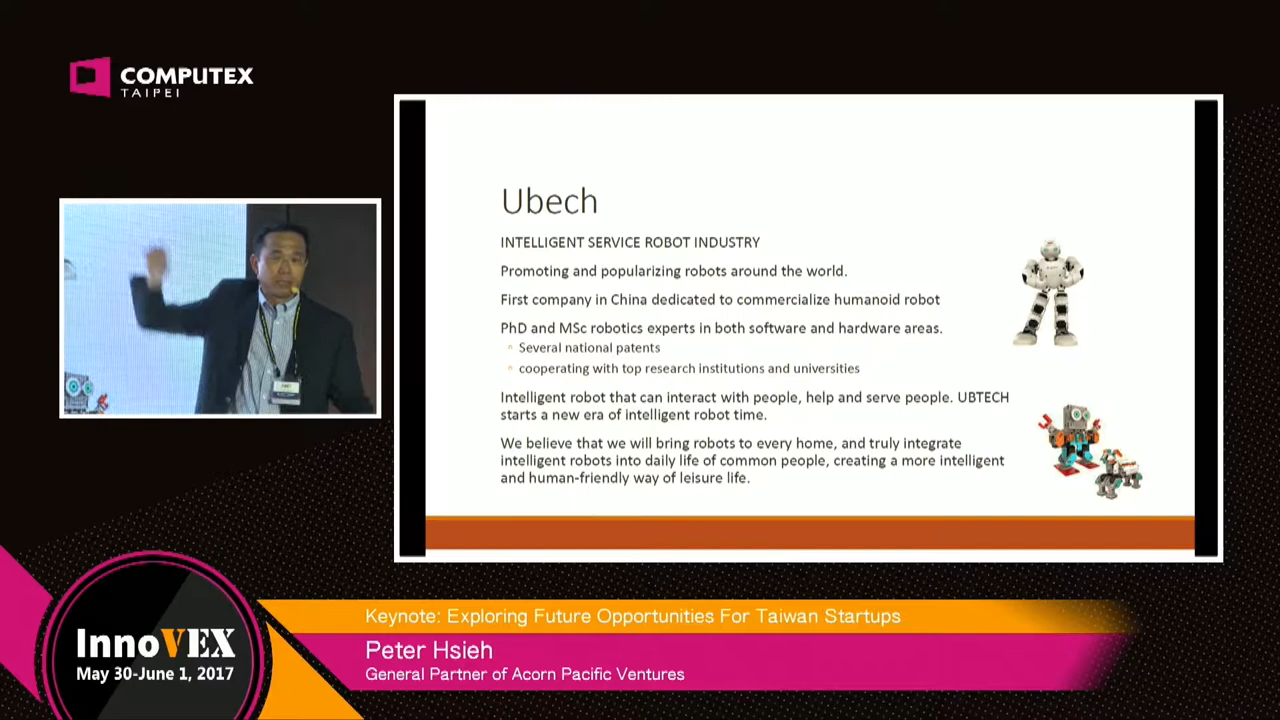 COMPUTEX
TAIPEI
Ubech
INTELLIGENT SERVICE ROBOT INDUSTRY
Promoting and popularizing robots around the world.
First company in China dedicated to commercialize humanoid robot
PhD and MSc robotics experts in both software and hardware areas.
Several national patents
cooperating with top research institutions and universities
Intelligent robot that can interact with people, help and serve people. UBTECH
starts a new era of intelligent robot time.
We believe that we will bring robots to every home, and truly integrate
intelligent robots into daily life of common people, creating a more intelligent
and human-friendly way of leisure life.
InnoVEX
May 30-June 1, 2017
Keynote: Exploring Future Opportunities For Taiwan Startups
Peter Hsieh
General Partner of Acorn Pacific Ventures